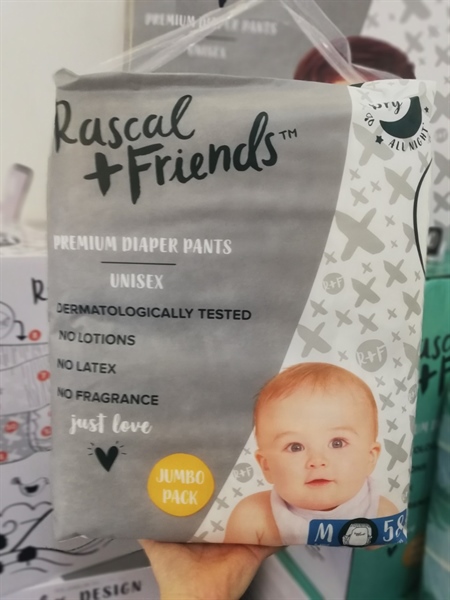 PREMIUM DIAPER PANTS
UNISEX
Dry
ALL NIGHT
Rascal
+Friends™
PREMIUM DIAPER PANTS
UNISEX
DERMATOLOGICALLY TESTED
NO LOTIONS
NO LATEX
NO FRAGRANCE
just love
JUMBO
PACK
R+F
R+F
R+F
M
58
DESIGN